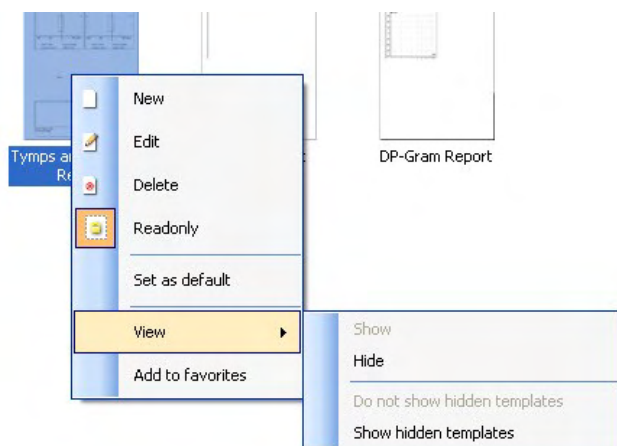 Tymps a
Re
DP-Gram Report
New
Edit
Delete
Readonly
Set as default
View
Add to favorites
Show
Hide
Do not show hidden templates
Show hidden templates